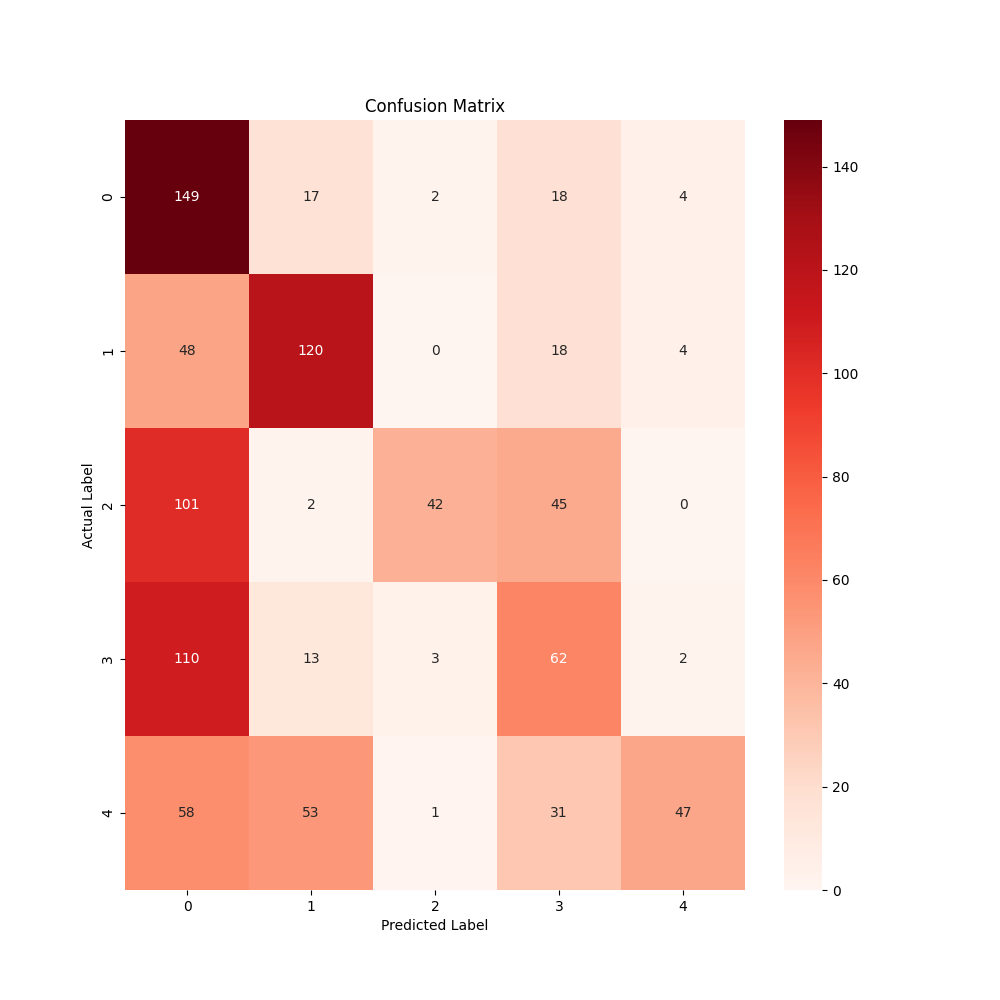 Confusion Matrix
Actual Label
0 149 17 2 18 4
1 48 120 0 18 4
2 101 2 42 45 0
3 110 13 3 62 2
4 58 53 1 31 47
0 1 2 3 4
Predicted Label
140
120
100
80
60
40
20
0